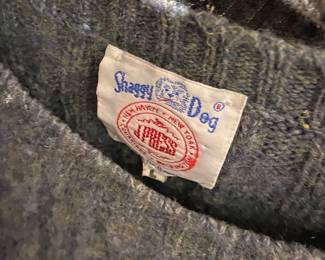 Shaggy
Dog ®
NEW HAVEN · NEW YORK
J.PRESS